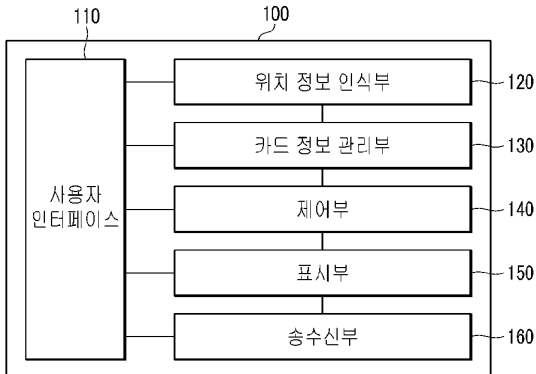 110
100
위치 정보 인식부
120
카드 정보 관리부
130
사용자
인터페이스
제어부
140
표시부
150
송수신부
160